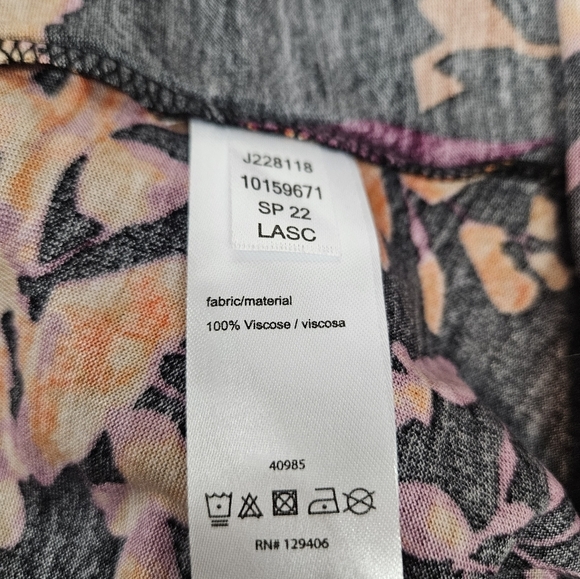 J228118
10159671
SP 22
LASC
fabric/material
100% Viscose / viscosa
40985
RN# 129406